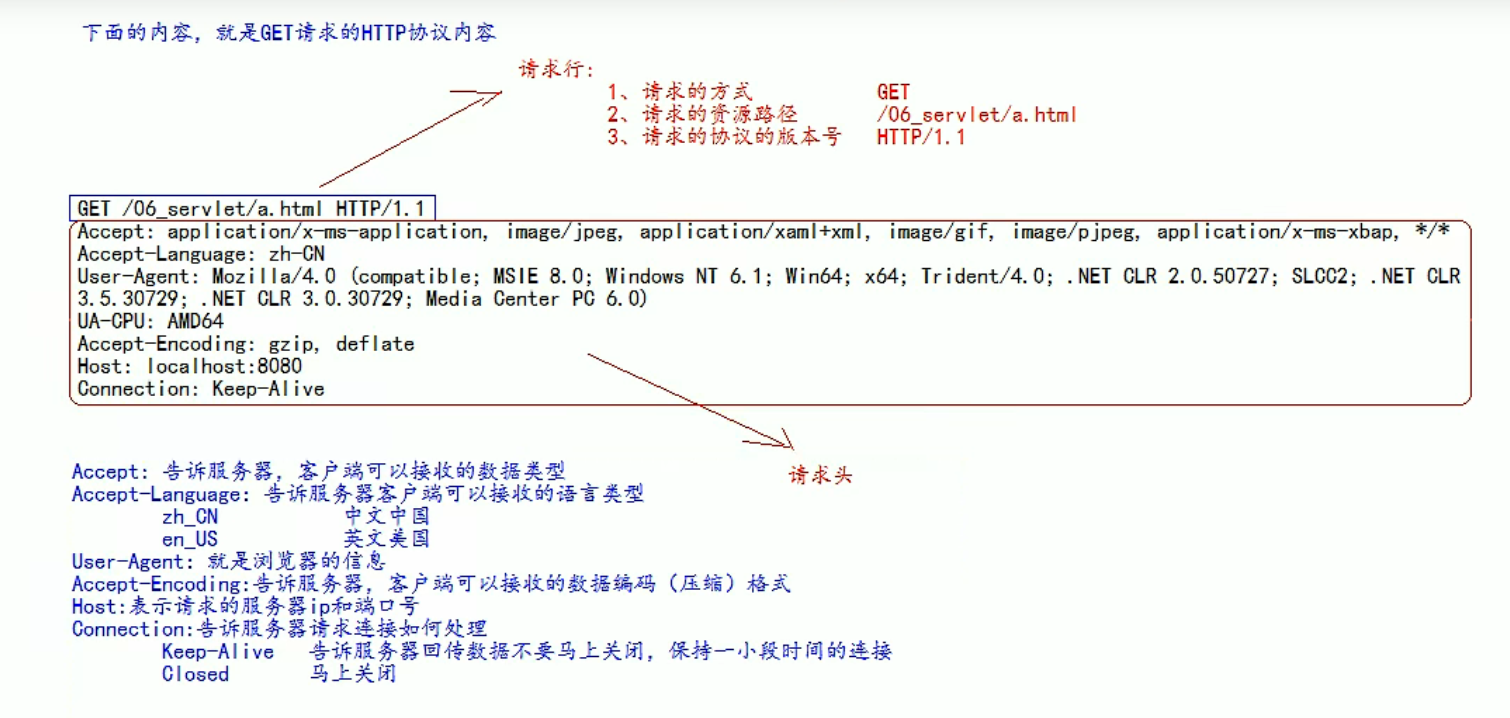 下面的内容，就是GET请求的HTTP协议内容
请求行：
1、请求的方式 GET
2、请求的资源路径 /06_servlet/a.html
3、请求的协议的版本号 HTTP/1.1
GET /06_servlet/a.html HTTP/1.1
Accept: application/x-ms-application, image/jpeg, application/xaml+xml, image/gif, image/pjpeg, application/x-ms-xbap, */*
Accept-Language: zh-CN
User-Agent: Mozilla/4.0 (compatible; MSIE 8.0; Windows NT 6.1; Win64; x64; Trident/4.0; .NET CLR 2.0.50727; SLCC2; .NET CLR
3.5.30729; .NET CLR 3.0.30729; Media Center PC 6.0)
UA-CPU: AMD64
Accept-Encoding: gzip, deflate
Host: localhost:8080
Connection: Keep-Alive
请求头
Accept: 告诉服务器，客户端可以接收的数据类型
Accept-Language: 告诉服务器客户端可以接收的语言类型
zh_CN 中文中国
en_US 英文美国
User-Agent: 就是浏览器的信息
Accept-Encoding:告诉服务器，客户端可以接收的数据编码（压缩）格式
Host:表示请求的服务器ip和端口号
Connection:告诉服务器请求连接如何处理
Keep-Alive 告诉服务器回传数据不要马上关闭，保持一小段时间的连接
Closed 马上关闭